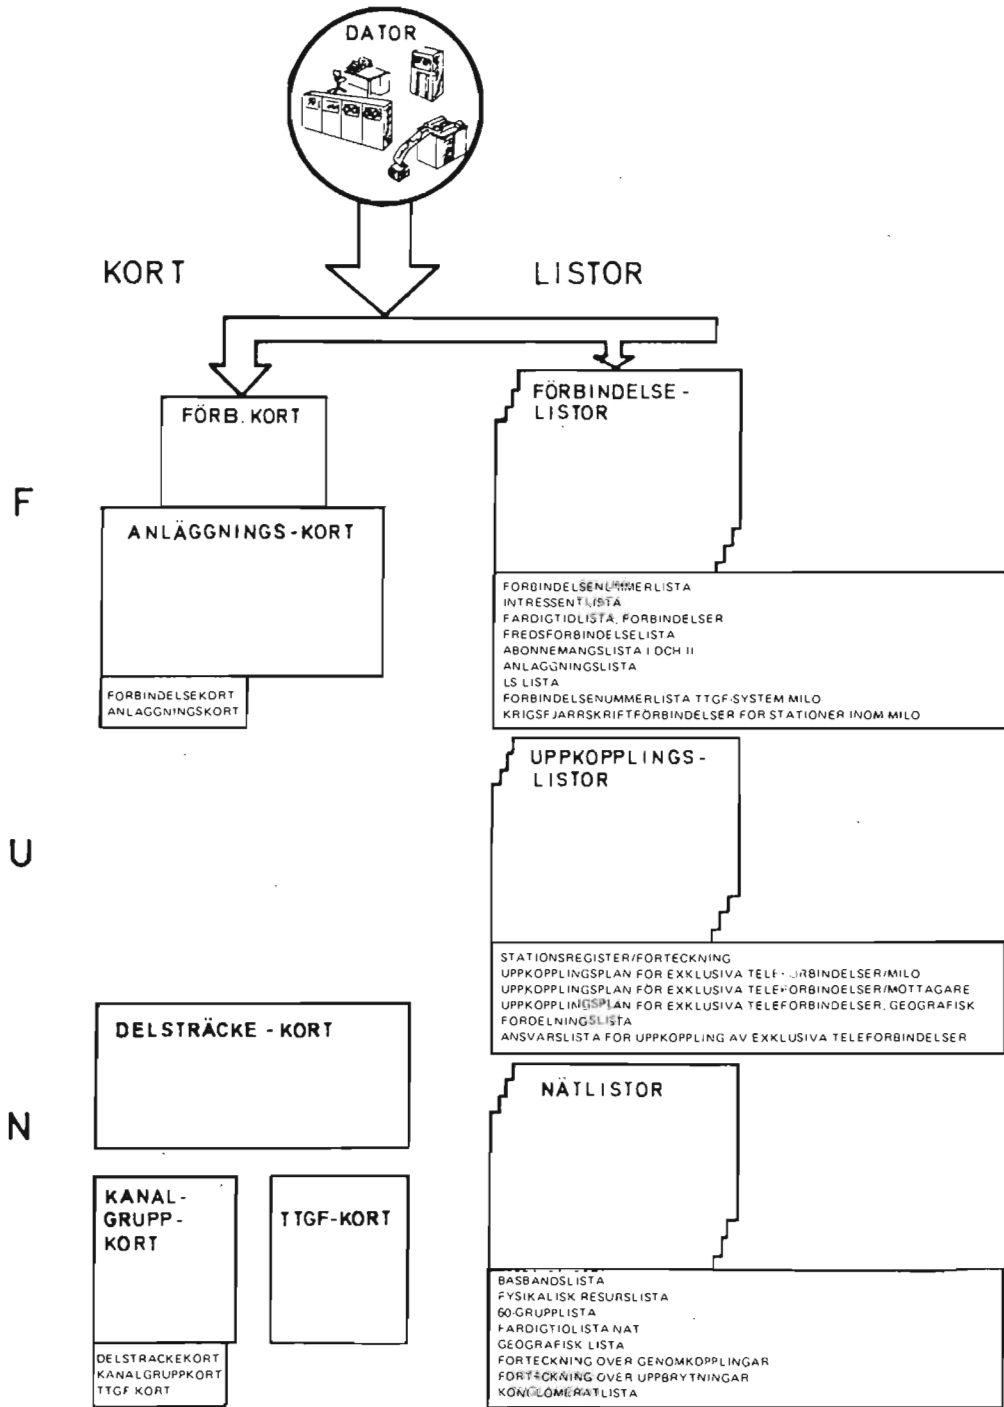 DATOR
KORT
LISTOR
F
FÖRB. KORT
ANLÄGGNINGS-KORT
FORBINDELSEKORT
ANLAGGNINGSKORT
FÖRBINDELSE-
LISTOR
FORBINDELSENUMMERLISTA
INTRESSENTLISTA
FARDIGTIDLISTA, FORBINDELSER
FREDSFORBINDELSELISTA
ABONNEMANGSLISTA I OCH II
ANLAGGNINGSLISTA
LS LISTA
FORBINDELSENUMMERLISTA TTGF-SYSTEM MILO
KRIGSFJARRSKRIFTFÖRBINDELSER FOR STATIONER INOM MILO
U
UPPKOPPLINGS-
LISTOR
STATIONSREGISTER/FORTECKNING
UPPKOPPLINGSPLAN FOR EXKLUSIVA TELEFORBINDELSER/MILO
UPPKOPPLINGSPLAN FOR EXKLUSIVA TELEFORBINDELSER/MOTTAGARE
UPPKOPPLINGSPLAN FOR EXKLUSIVA TELEFORBINDELSER, GEOGRAFISK
FORDELNINGSLISTA
ANSVARSLISTA FOR UPPKOPPLING AV EXKLUSIVA TELEFORBINDELSER
N
DELSTRÄCKE-KORT
KANAL-
GRUPP-
KORT
TTGF-KORT
DELSTRACKEKORT
KANALGRUPPKORT
TTGF KORT
NÄTLISTOR
BASBANDSLISTA
FYSIKALISK RESURSLISTA
60-GRUPPLISTA
FARDIGTIDLISTA NAT
GEOGRAFISK LISTA
FORTECKNING OVER GENOMKOPPLINGAR
FORTECKNING OVER UPPBRYTNINGAR
KONGLOMERATLISTA